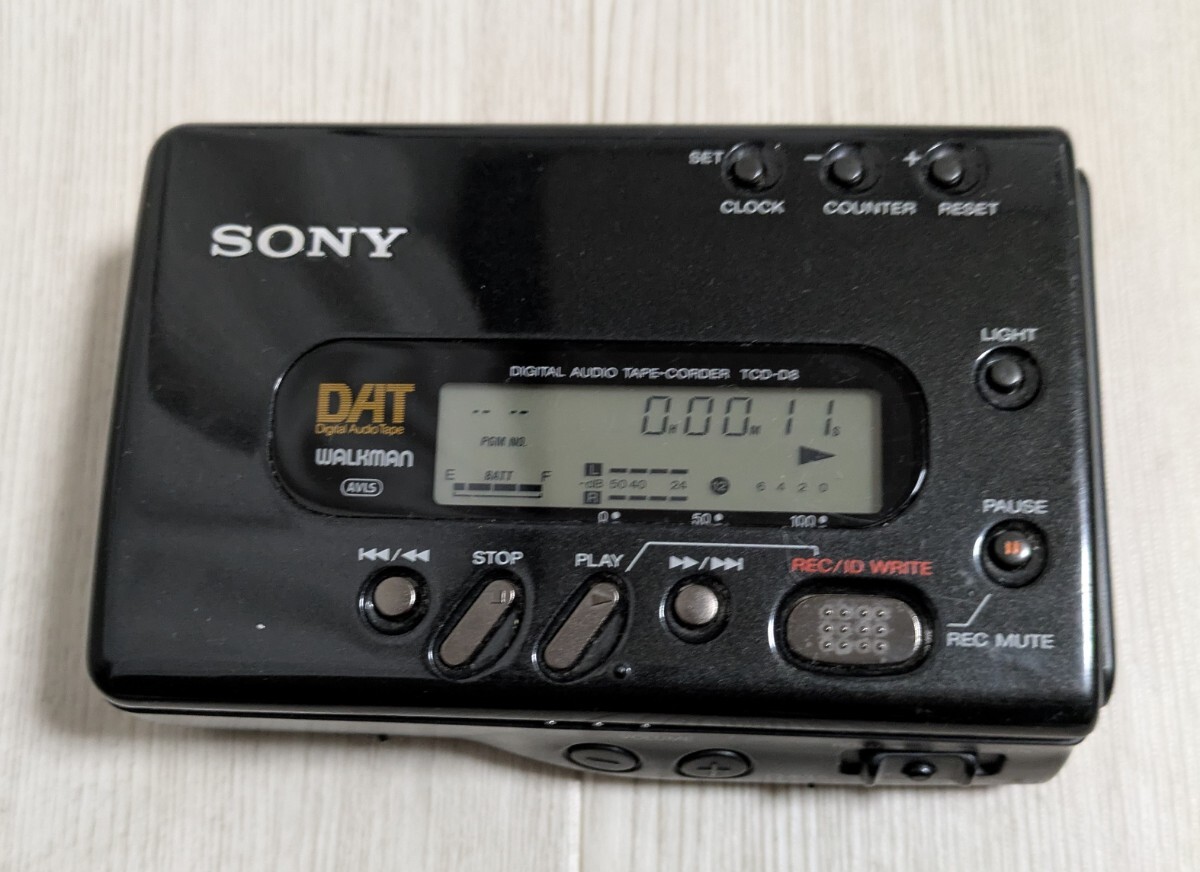 SET - +
CLOCK COUNTER RESET
SONY
LIGHT
DIGITAL AUDIO TAPE-CORDER TCD-D8
DAT
Digital Audio Tape
WALKMAN
AVLS
-- --
0H00M11S
PGM NO.
E BATT F
L
-dB 50 40 24 12 6 4 2 0
R
0 50 100
PAUSE
STOP PLAY REC/ID WRITE
REC MUTE